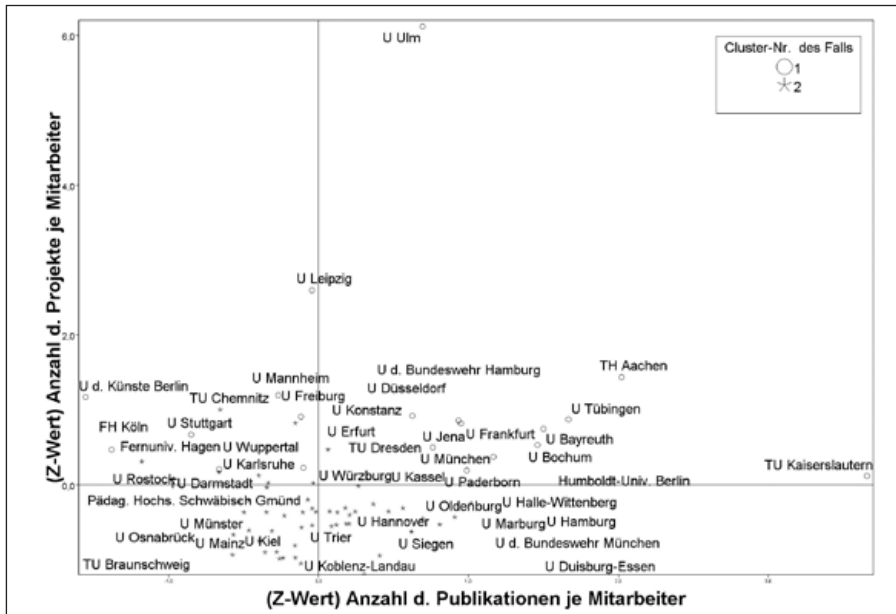 6,0
U Ulm
Cluster-Nr. des Falls
1
2
4,0
(Z-Wert) Anzahl d. Projekte je Mitarbeiter
U Leipzig
2,0
U d. Bundeswehr Hamburg
TH Aachen
U d. Künste Berlin
U Mannheim
U Düsseldorf
TU Chemnitz
U Freiburg
U Konstanz
U Tübingen
FH Köln
U Stuttgart
U Erfurt
U Jena
U Frankfurt
U Bayreuth
Fernuniv. Hagen
U Wuppertal
TU Dresden
U München
U Bochum
U Karlsruhe
TU Kaiserslautern
U Rostock
TU Darmstadt
U Würzburg
U Kassel
U Paderborn
Humboldt-Univ. Berlin
0,0
Pädag. Hochs. Schwäbisch Gmünd
U Oldenburg
U Halle-Wittenberg
U Münster
U Hannover
U Marburg
U Hamburg
U Osnabrück
U Mainz
U Kiel
U Trier
U Siegen
U d. Bundeswehr München
TU Braunschweig
U Koblenz-Landau
U Duisburg-Essen
0,0
(Z-Wert) Anzahl d. Publikationen je Mitarbeiter